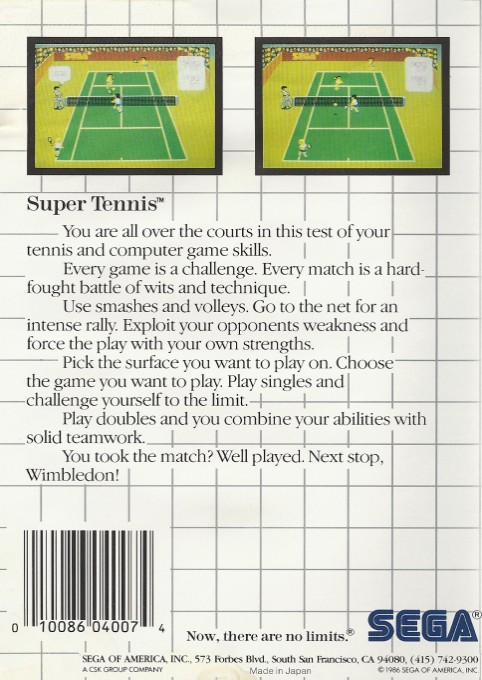 Super Tennis™
You are all over the courts in this test of your
tennis and computer game skills.
Every game is a challenge. Every match is a hard-
fought battle of wits and technique.
Use smashes and volleys. Go to the net for an
intense rally. Exploit your opponents weakness and
force the play with your own strengths.
Pick the surface you want to play on. Choose
the game you want to play. Play singles and
challenge yourself to the limit.
Play doubles and you combine your abilities with
solid teamwork.
You took the match? Well played. Next stop,
Wimbledon!
0 10086 04007 4
Now, there are no limits.®
SEGA®
SEGA OF AMERICA, INC., 573 Forbes Blvd., South San Francisco, CA 94080, (415) 742-9300
A CSK GROUP COMPANY Made in Japan ©1986 SEGA OF AMERICA, INC.